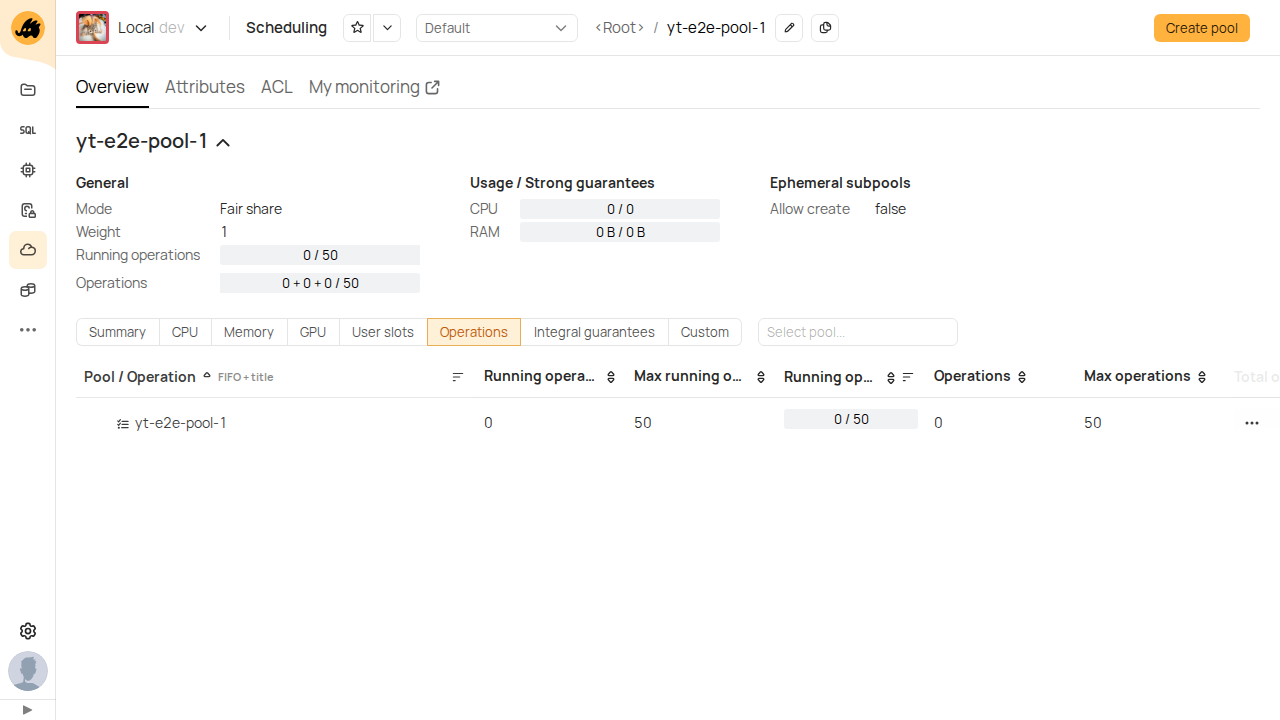 Local dev
Scheduling
Default
<Root> / yt-e2e-pool-1
Create pool
SQL
Overview
Attributes
ACL
My monitoring
yt-e2e-pool-1
General
Mode Fair share
Weight 1
Running operations 0 / 50
Operations 0 + 0 + 0 / 50
Usage / Strong guarantees
CPU 0 / 0
RAM 0 B / 0 B
Ephemeral subpools
Allow create false
Summary CPU Memory GPU User slots Operations Integral guarantees Custom Select pool...
Pool / Operation FIFO + title Running opera... Max running o... Running op... Operations Max operations Total o
yt-e2e-pool-1 0 50 0 / 50 0 50